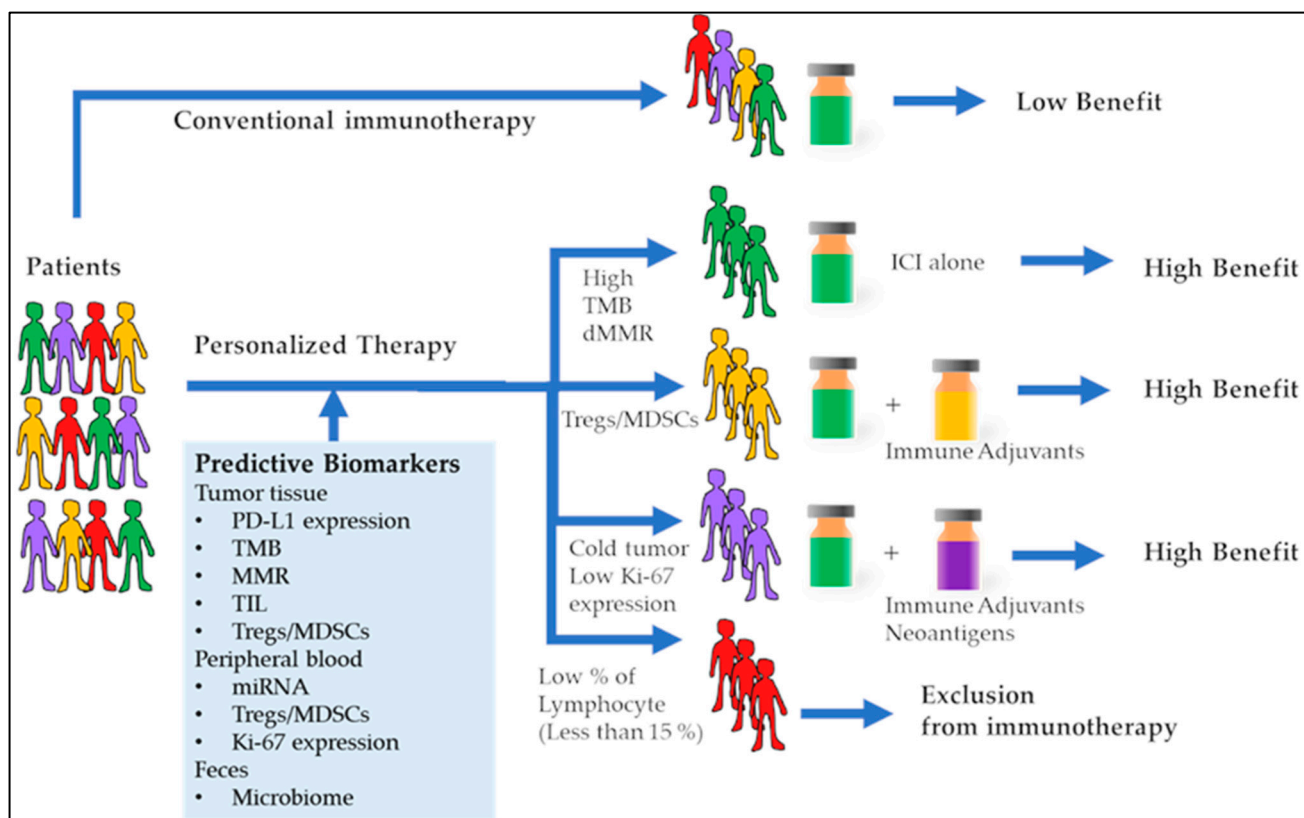 Conventional immunotherapy
Low Benefit
Patients
Personalized Therapy
High
TMB
dMMR
ICI alone
High Benefit
Tregs/MDSCs
+
Immune Adjuvants
High Benefit
Cold tumor
Low Ki-67
expression
+
Immune Adjuvants
Neoantigens
High Benefit
Low % of
Lymphocyte
(Less than 15 %)
Exclusion
from immunotherapy
Predictive Biomarkers
Tumor tissue
• PD-L1 expression
• TMB
• MMR
• TIL
• Tregs/MDSCs
Peripheral blood
• miRNA
• Tregs/MDSCs
• Ki-67 expression
Feces
• Microbiome